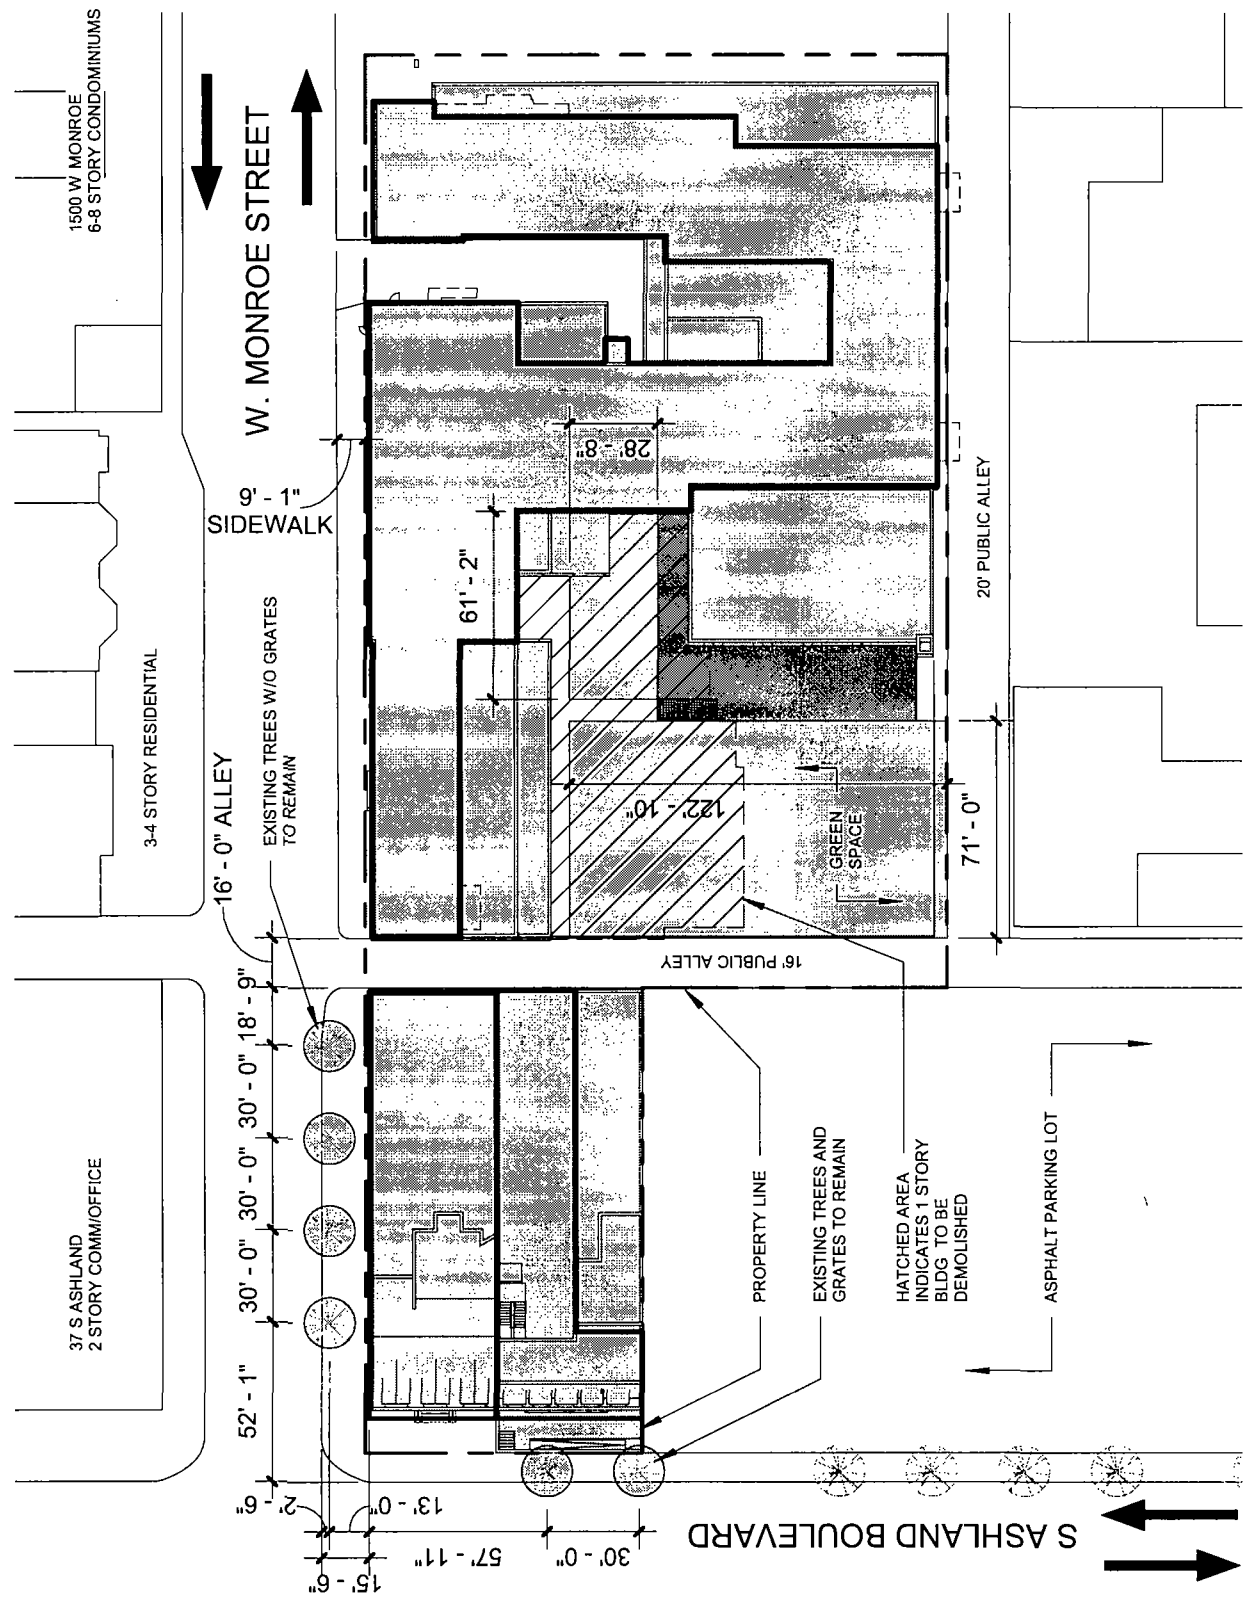 1500 W MONROE
6-8 STORY CONDOMINIUMS
W. MONROE STREET
9' - 1"
SIDEWALK
28' - 8"
61' - 2"
20' PUBLIC ALLEY
3-4 STORY RESIDENTIAL
16' - 0" ALLEY
EXISTING TREES W/O GRATES
TO REMAIN
122' - 10"
GREEN
SPACE
71' - 0"
16' PUBLIC ALLEY
18' - 9"
30' - 0"
30' - 0"
30' - 0"
52' - 1"
37 S ASHLAND
2 STORY COMM/OFFICE
PROPERTY LINE
EXISTING TREES AND
GRATES TO REMAIN
HATCHED AREA
INDICATES 1 STORY
BLDG TO BE
DEMOLISHED
ASPHALT PARKING LOT
2' - 6"
13' - 0"
15' - 6"
57' - 11"
30' - 0"
S ASHLAND BOULEVARD